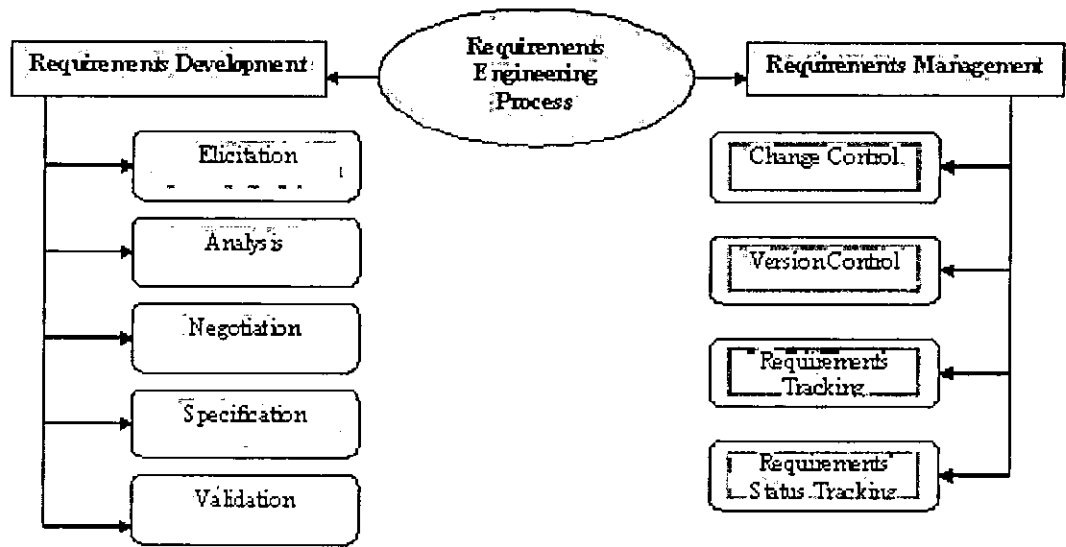 Requirements Development
Requirements
Engineering
Process
Requirements Management
Elicitation
Analysis
Negotiation
Specification
Validation
Change Control
Version Control
Requirements
Tracking
Requirements
Status Tracking